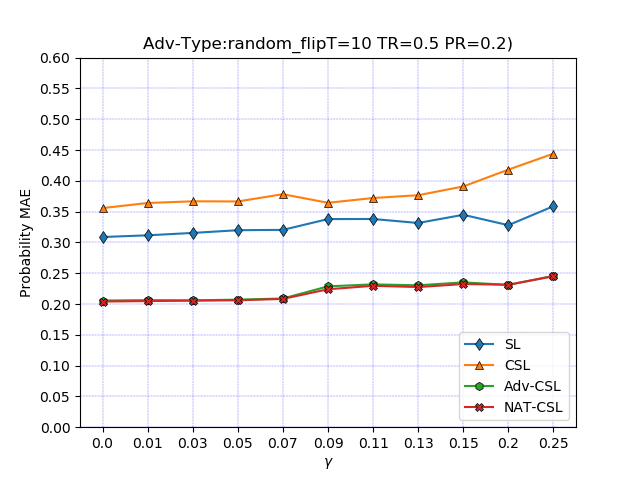 Adv-Type:random_flipT=10 TR=0.5 PR=0.2)
0.60
0.55
0.50
0.45
0.40
0.35
0.30
0.25
0.20
0.15
0.10
0.05
0.00
Probability MAE
SL
CSL
Adv-CSL
NAT-CSL
0.0 0.01 0.03 0.05 0.07 0.09 0.11 0.13 0.15 0.2 0.25
γ